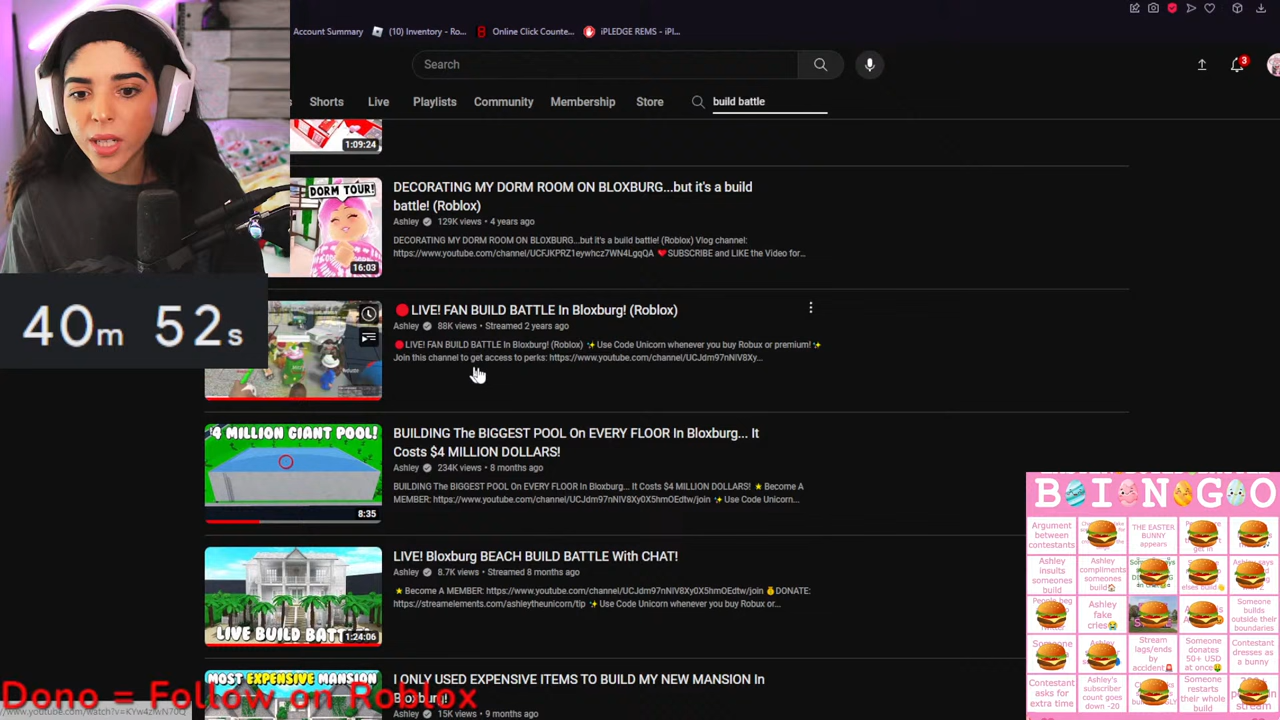 Account Summary
(10) Inventory - Ro...
Online Click Counte...
iPLEDGE REMS - iPl...
Search
3
Shorts
Live
Playlists
Community
Membership
Store
build battle
1:09:24
DORM TOUR!
16:03
DECORATING MY DORM ROOM ON BLOXBURG...but it's a build
battle! (Roblox)
Ashley 129K views • 4 years ago
DECORATING MY DORM ROOM ON BLOXBURG...but it's a build battle! (Roblox) Vlog channel:
https://www.youtube.com/channel/UCFJKPRZ1eywhcz7WN4LgqQA ❤️SUBSCRIBE and LIKE the Video for...
40m 52s
🔴 LIVE! FAN BUILD BATTLE In Bloxburg! (Roblox)
Ashley 88K views • Streamed 2 years ago
🔴LIVE! FAN BUILD BATTLE In Bloxburg! (Roblox) ✨Use Code Unicorn whenever you buy Robux or premium!✨
Join this channel to get access to perks: https://www.youtube.com/channel/UCJdm97nNlV8Xy...
$4 MILLION GIANT POOL!
8:35
BUILDING The BIGGEST POOL On EVERY FLOOR In Bloxburg... It
Costs $4 MILLION DOLLARS!
Ashley 234K views • 8 months ago
BUILDING The BIGGEST POOL On EVERY FLOOR In Bloxburg... It Costs $4 MILLION DOLLARS! ★Become A
MEMBER: https://www.youtube.com/channel/UCJdm97nNlV8Xy0X5hmOEdtw/join ✨Use Code Unicorn...
LIVE BUILD BATT
1:24:06
LIVE! Bloxburg BEACH BUILD BATTLE With CHAT!
Ashley 8.7K views • Streamed 8 months ago
★Become A MEMBER: https://www.youtube.com/channel/UCJdm97nNlV8Xy0X5hmOEdtw/join 💰DONATE:
https://streamelements.com/ashleytheunicorn/tip ✨Use Code Unicorn whenever you buy Robux or...
MOST EXPENSIVE MANSION
I ONLY USED EXPENSIVE ITEMS TO BUILD MY NEW MANSION In
Bloxburg!
Ashley 15K views • 9 months ago
Dono = Follow on Roblox
BOINGO
Argument
between
contestants
THE EASTER
BUNNY
appears
Ashley
insults
someones
build
Ashley
compliments
someones
build
Ashley
fake
cries😭
Someone
builds
outside their
boundaries
Stream
lags/ends
by
accident🚨
Someone
donates
50+ USD
at once🤑
Contestant
dresses as
a bunny
Contestant
asks for
extra time
Ashley's
subscriber
count goes
down -20
Someone
restarts
their whole
build